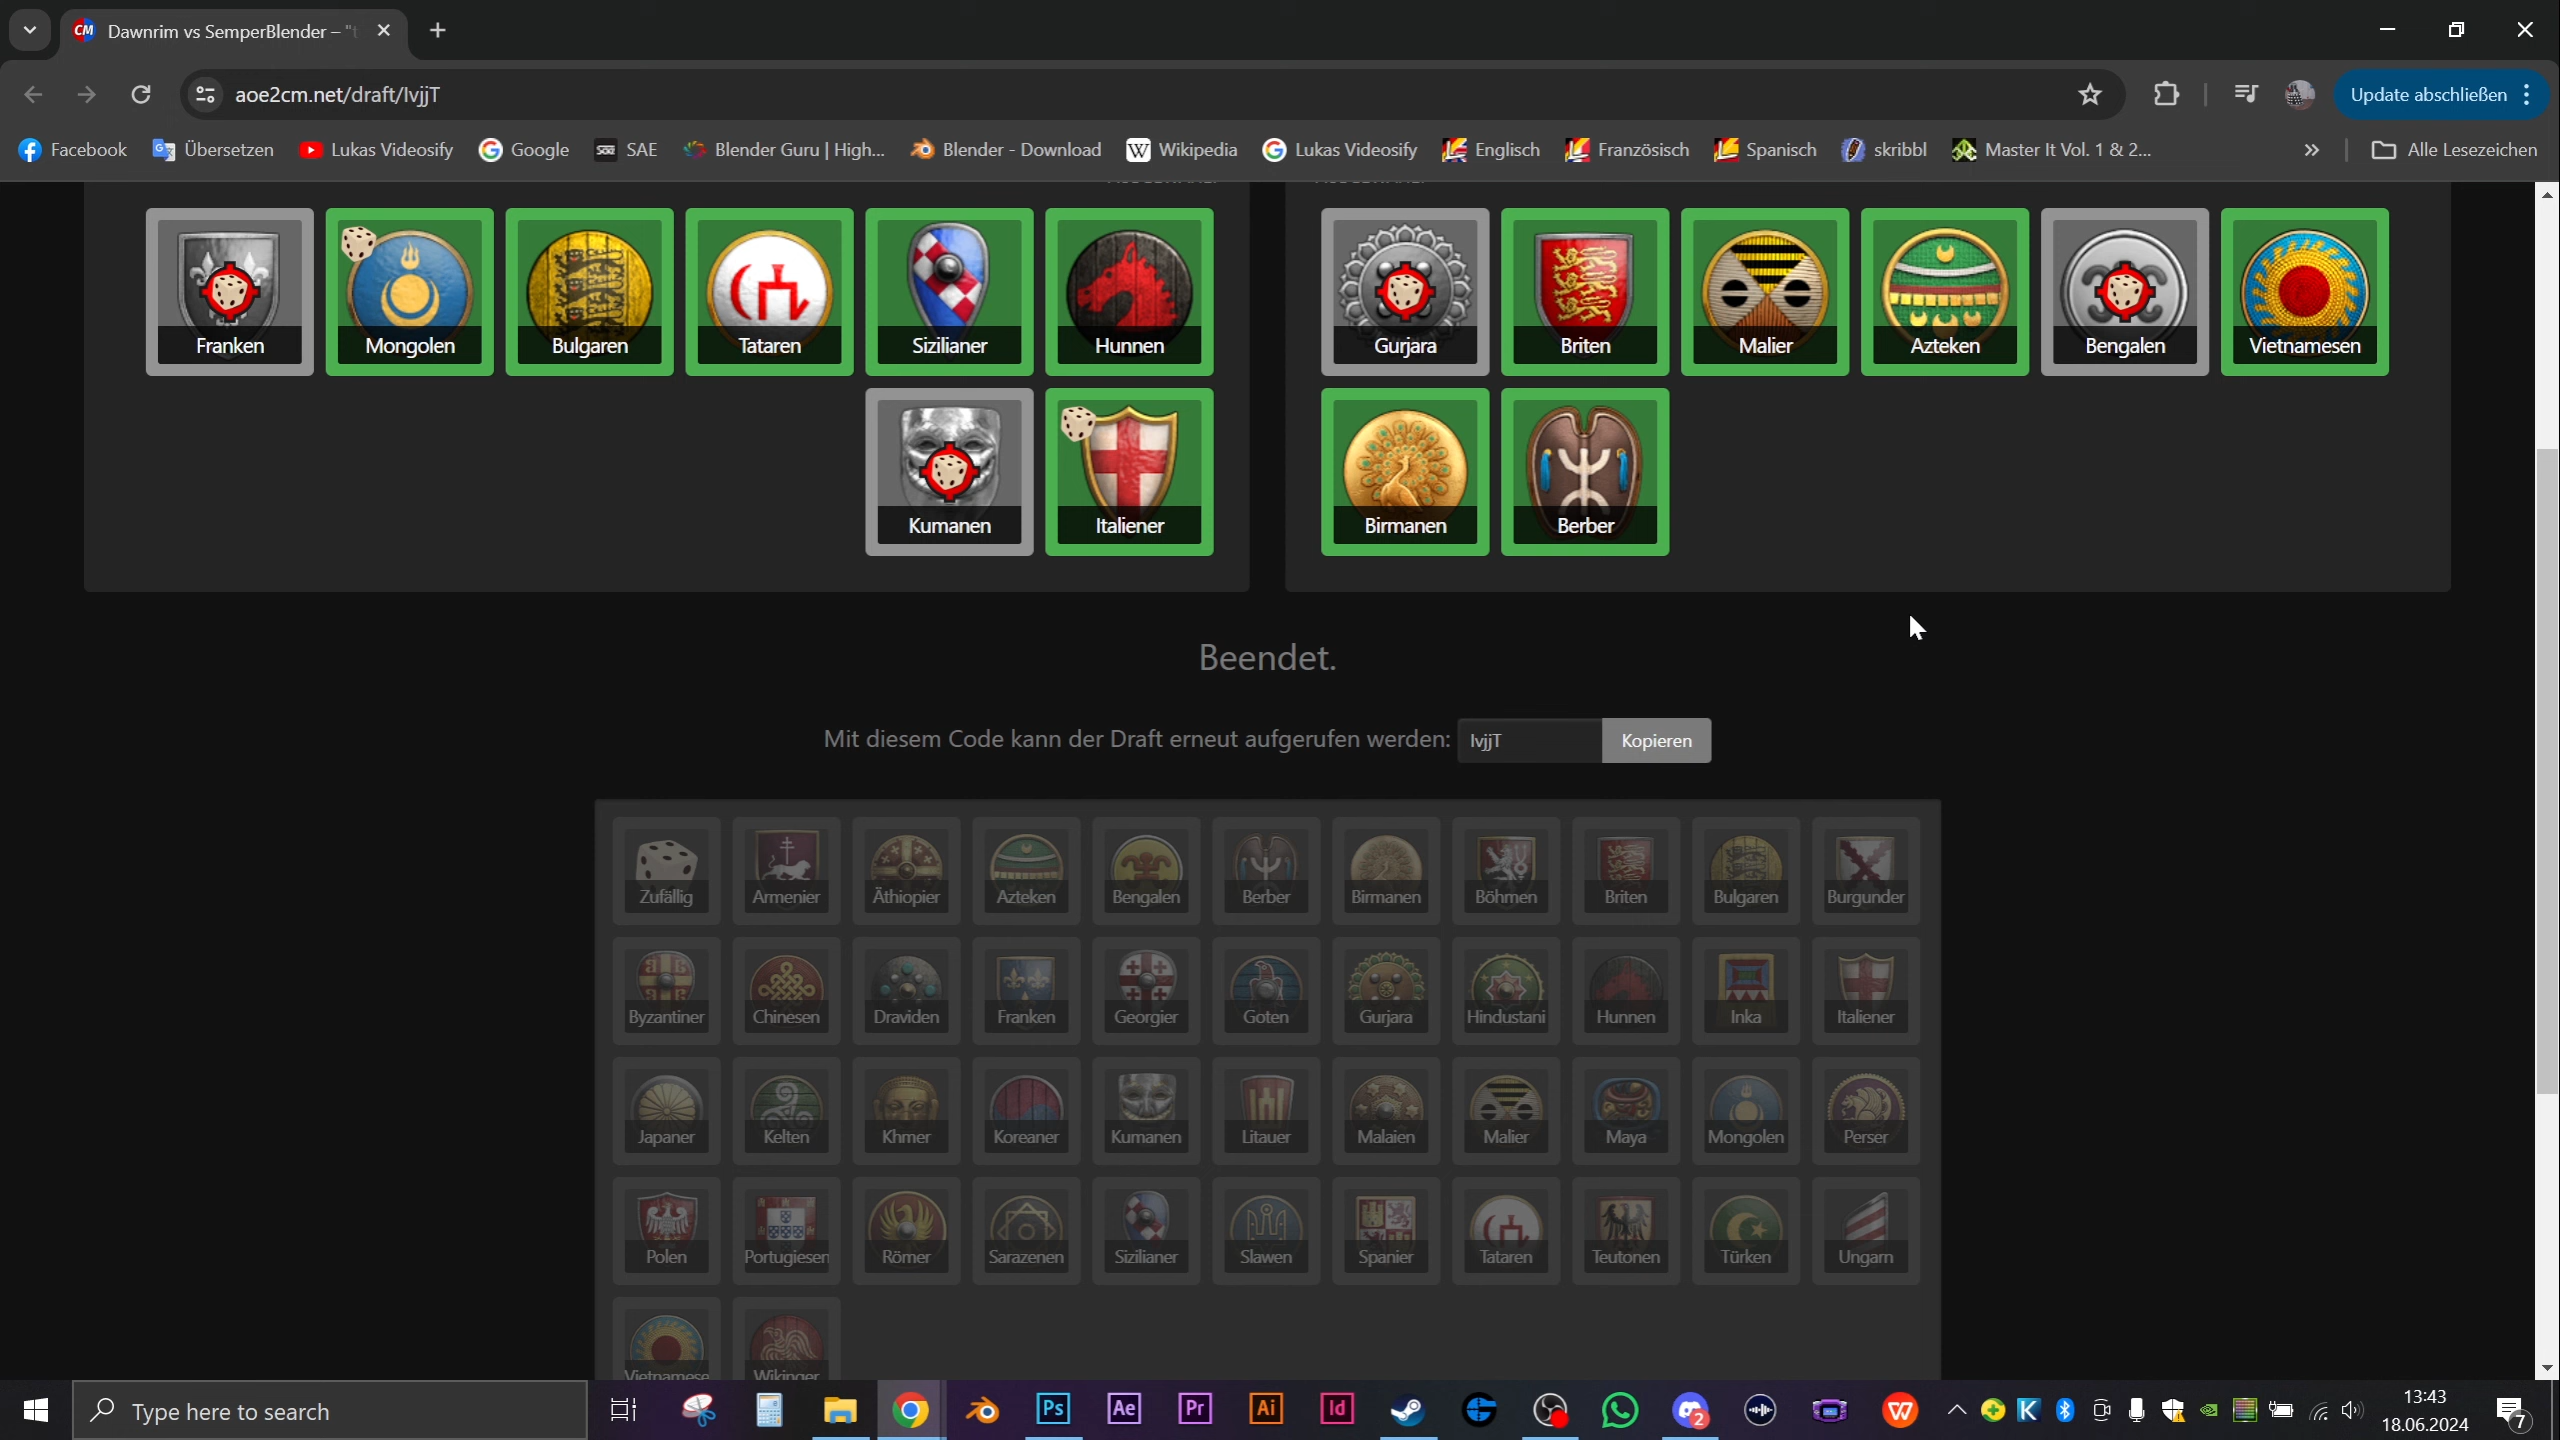 Dawnrim vs SemperBlender – "t
aoe2cm.net/draft/IvjjT
Update abschließen
Facebook Übersetzen Lukas Videosify Google SAE Blender Guru | High... Blender - Download Wikipedia Lukas Videosify Englisch Französisch Spanisch skribbl Master It Vol. 1 & 2... » Alle Lesezeichen
Franken Mongolen Bulgaren Tataren Sizilianer Hunnen Gurjara Briten Malier Azteken Bengalen Vietnamesen
Kumanen Italiener Birmanen Berber
Beendet.
Mit diesem Code kann der Draft erneut aufgerufen werden: IvjjT Kopieren
Zufällig Armenier Äthiopier Azteken Bengalen Berber Birmanen Böhmen Briten Bulgaren Burgunder
Byzantiner Chinesen Draviden Franken Georgier Goten Gurjara Hindustani Hunnen Inka Italiener
Japaner Kelten Khmer Koreaner Kumanen Litauer Malaien Malier Maya Mongolen Perser
Polen Portugiesen Römer Sarazenen Sizilianer Slawen Spanier Tataren Teutonen Türken Ungarn
Vietnamese Wikinger
Type here to search
13:43
18.06.2024